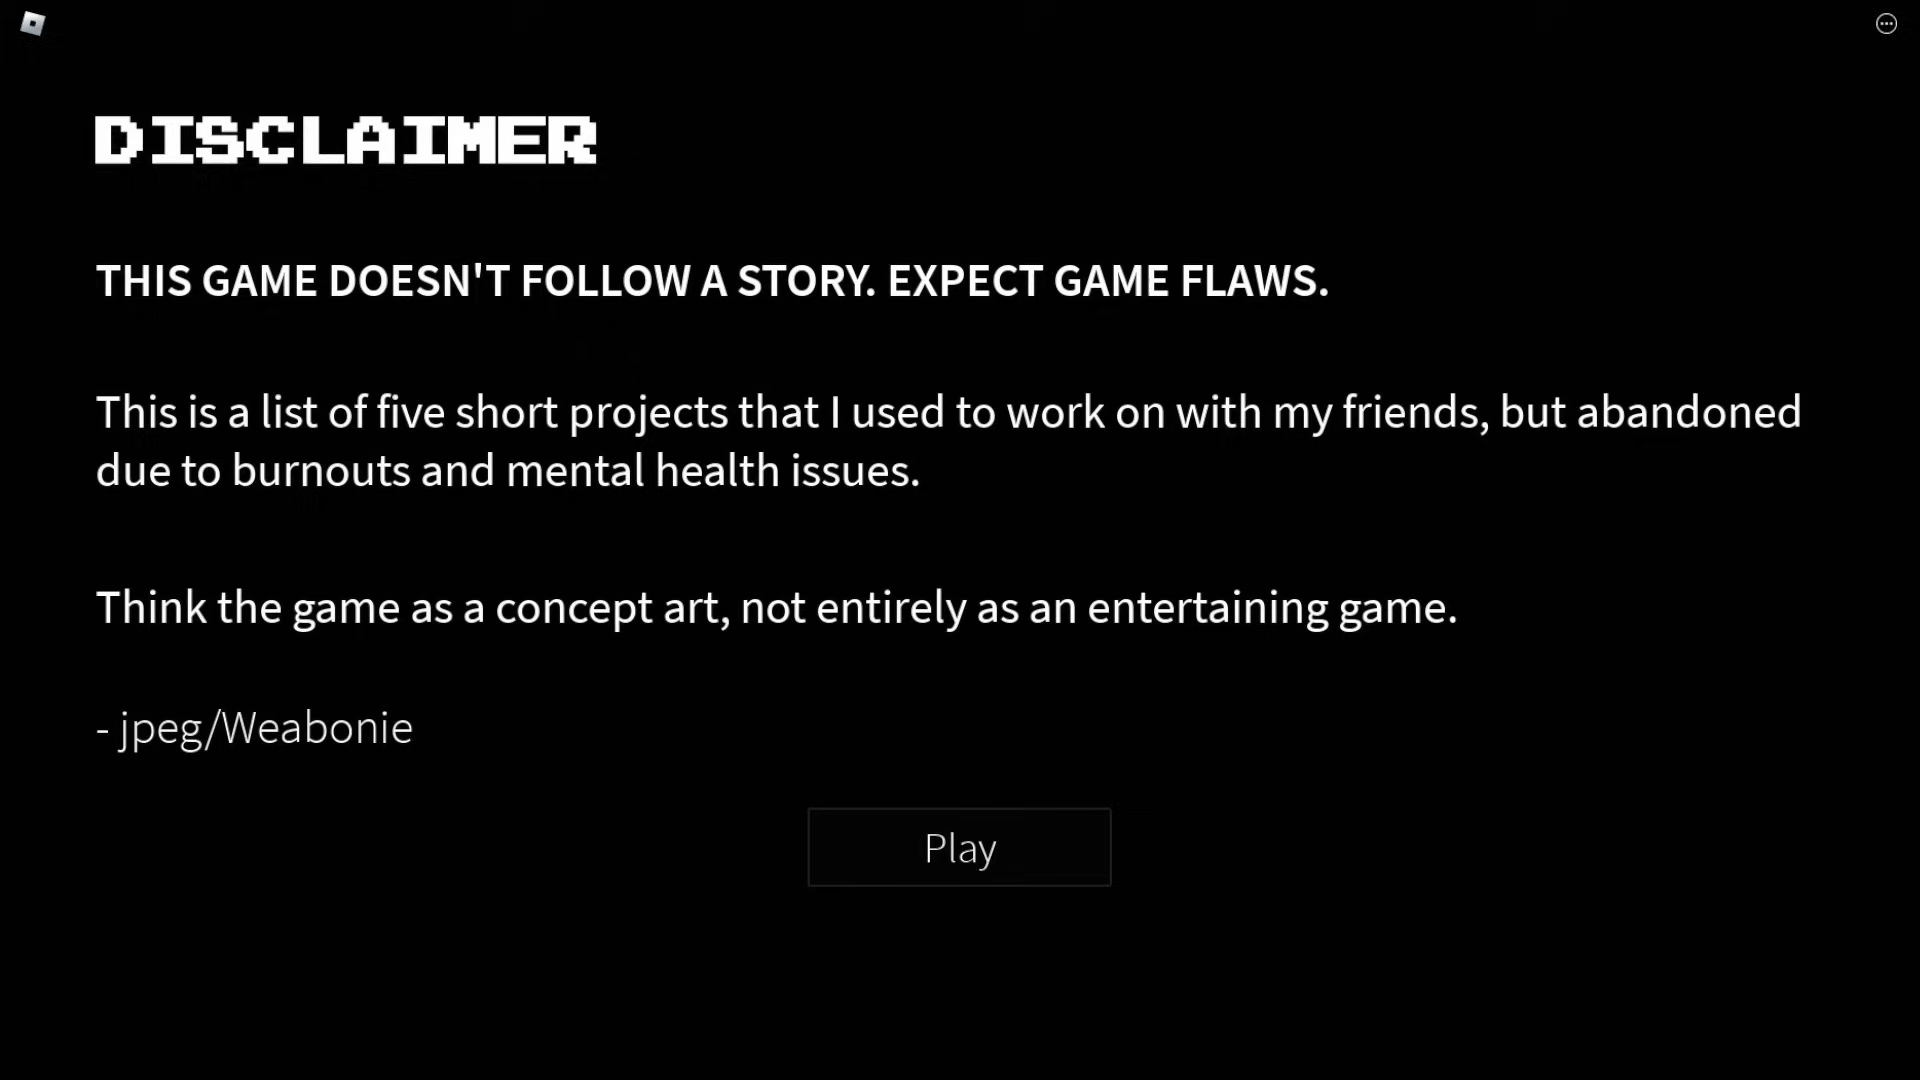 DISCLAIMER
THIS GAME DOESN'T FOLLOW A STORY. EXPECT GAME FLAWS.
This is a list of five short projects that I used to work on with my friends, but abandoned
due to burnouts and mental health issues.
Think the game as a concept art, not entirely as an entertaining game.
- jpeg/Weabonie
Play